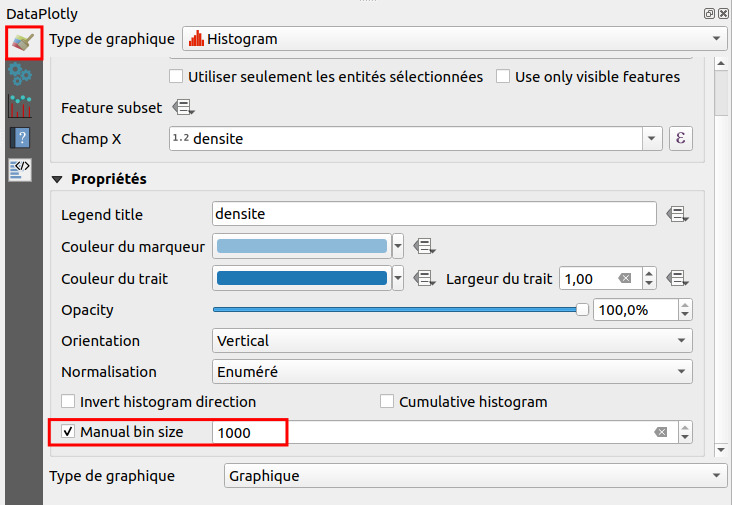 DataPlotly
Type de graphique Histogram
Utiliser seulement les entités sélectionnées Use only visible features
Feature subset
Champ X 1.2 densite ε
Propriétés
Legend title densite
Couleur du marqueur
Couleur du trait Largeur du trait 1,00
Opacity 100,0%
Orientation Vertical
Normalisation Enuméré
Invert histogram direction Cumulative histogram
Manual bin size 1000
Type de graphique Graphique